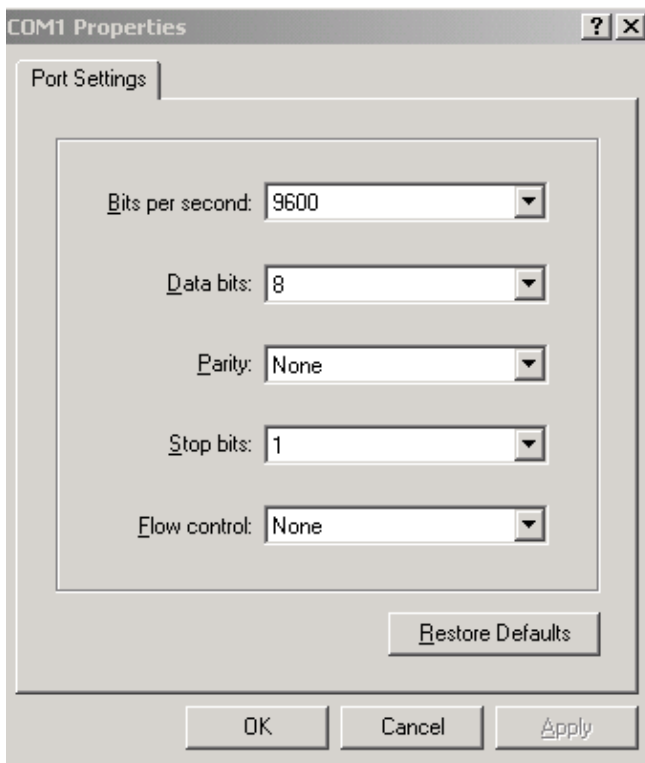 COM1 Properties
Port Settings
Bits per second: 9600
Data bits: 8
Parity: None
Stop bits: 1
Flow control: None
Restore Defaults
OK Cancel Apply